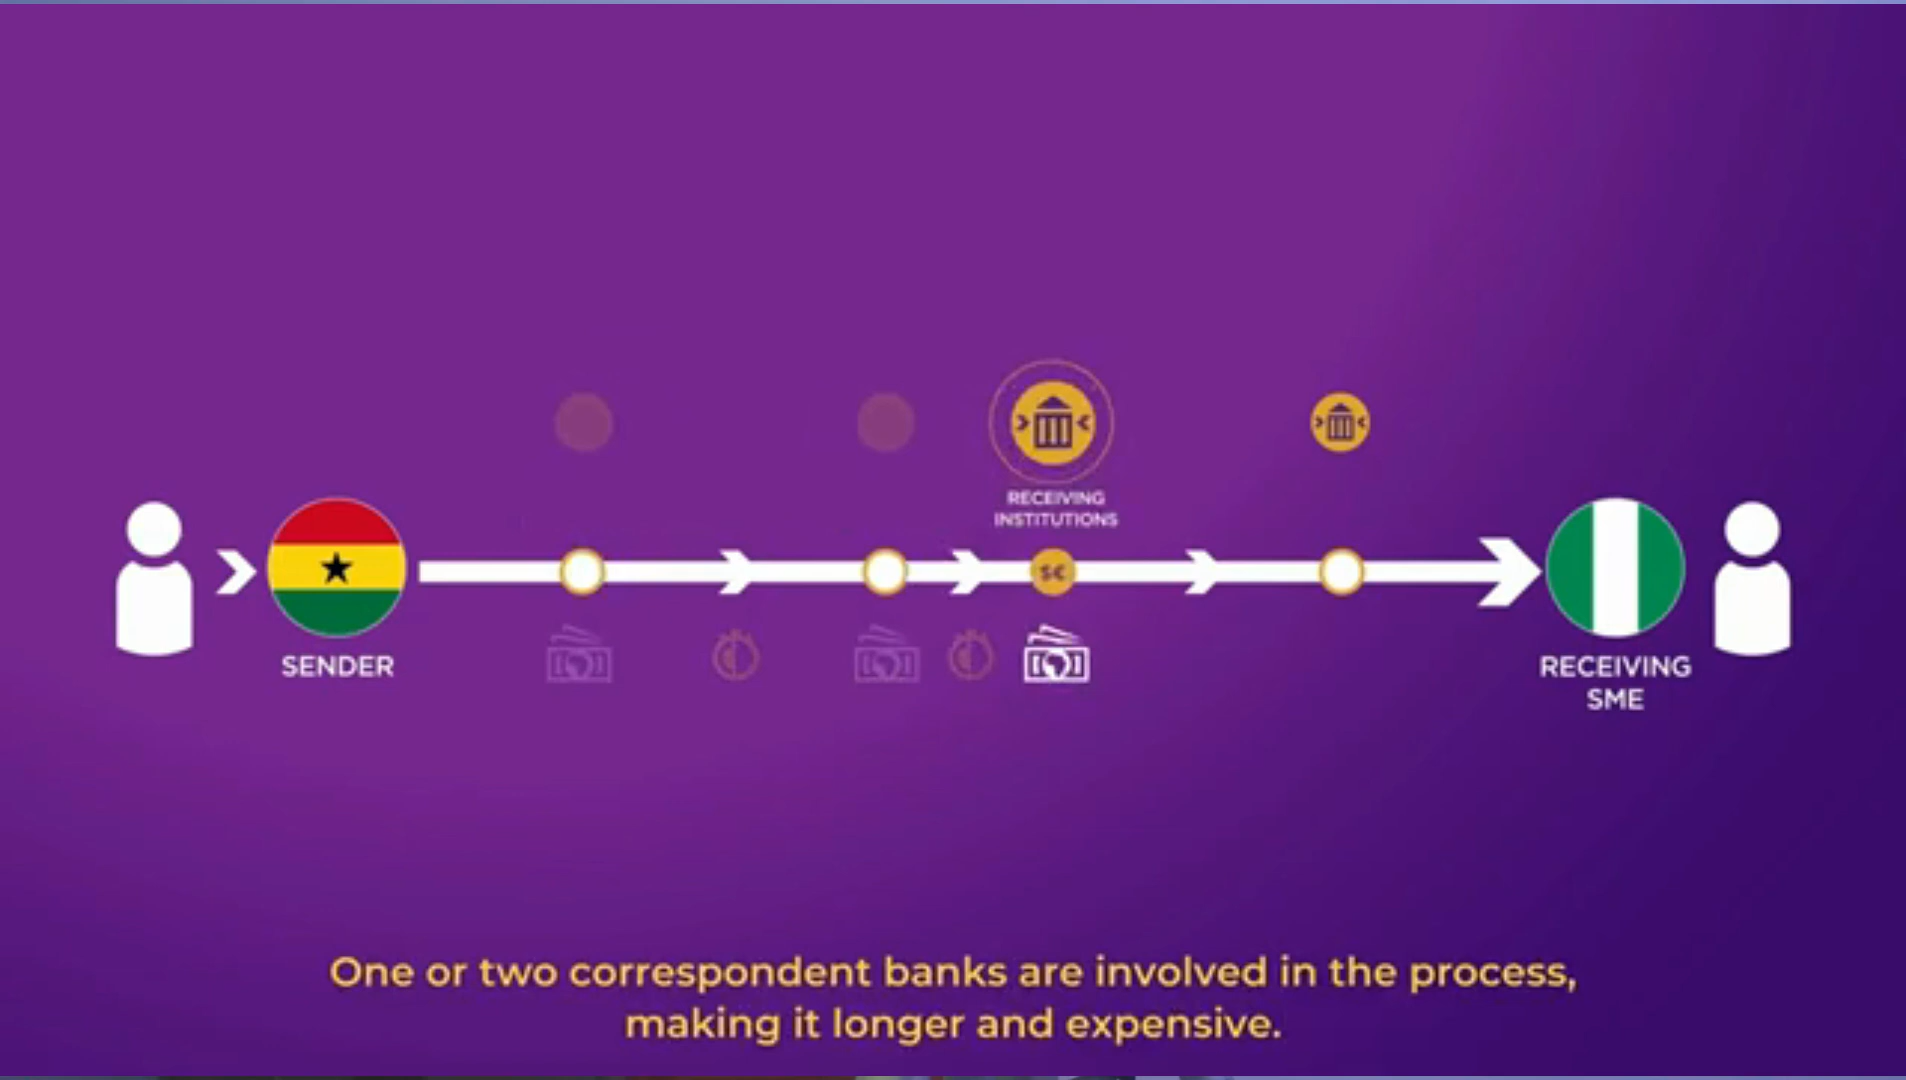 RECEIVING
INSTITUTIONS
$€
SENDER
RECEIVING
SME
One or two correspondent banks are involved in the process,
making it longer and expensive.